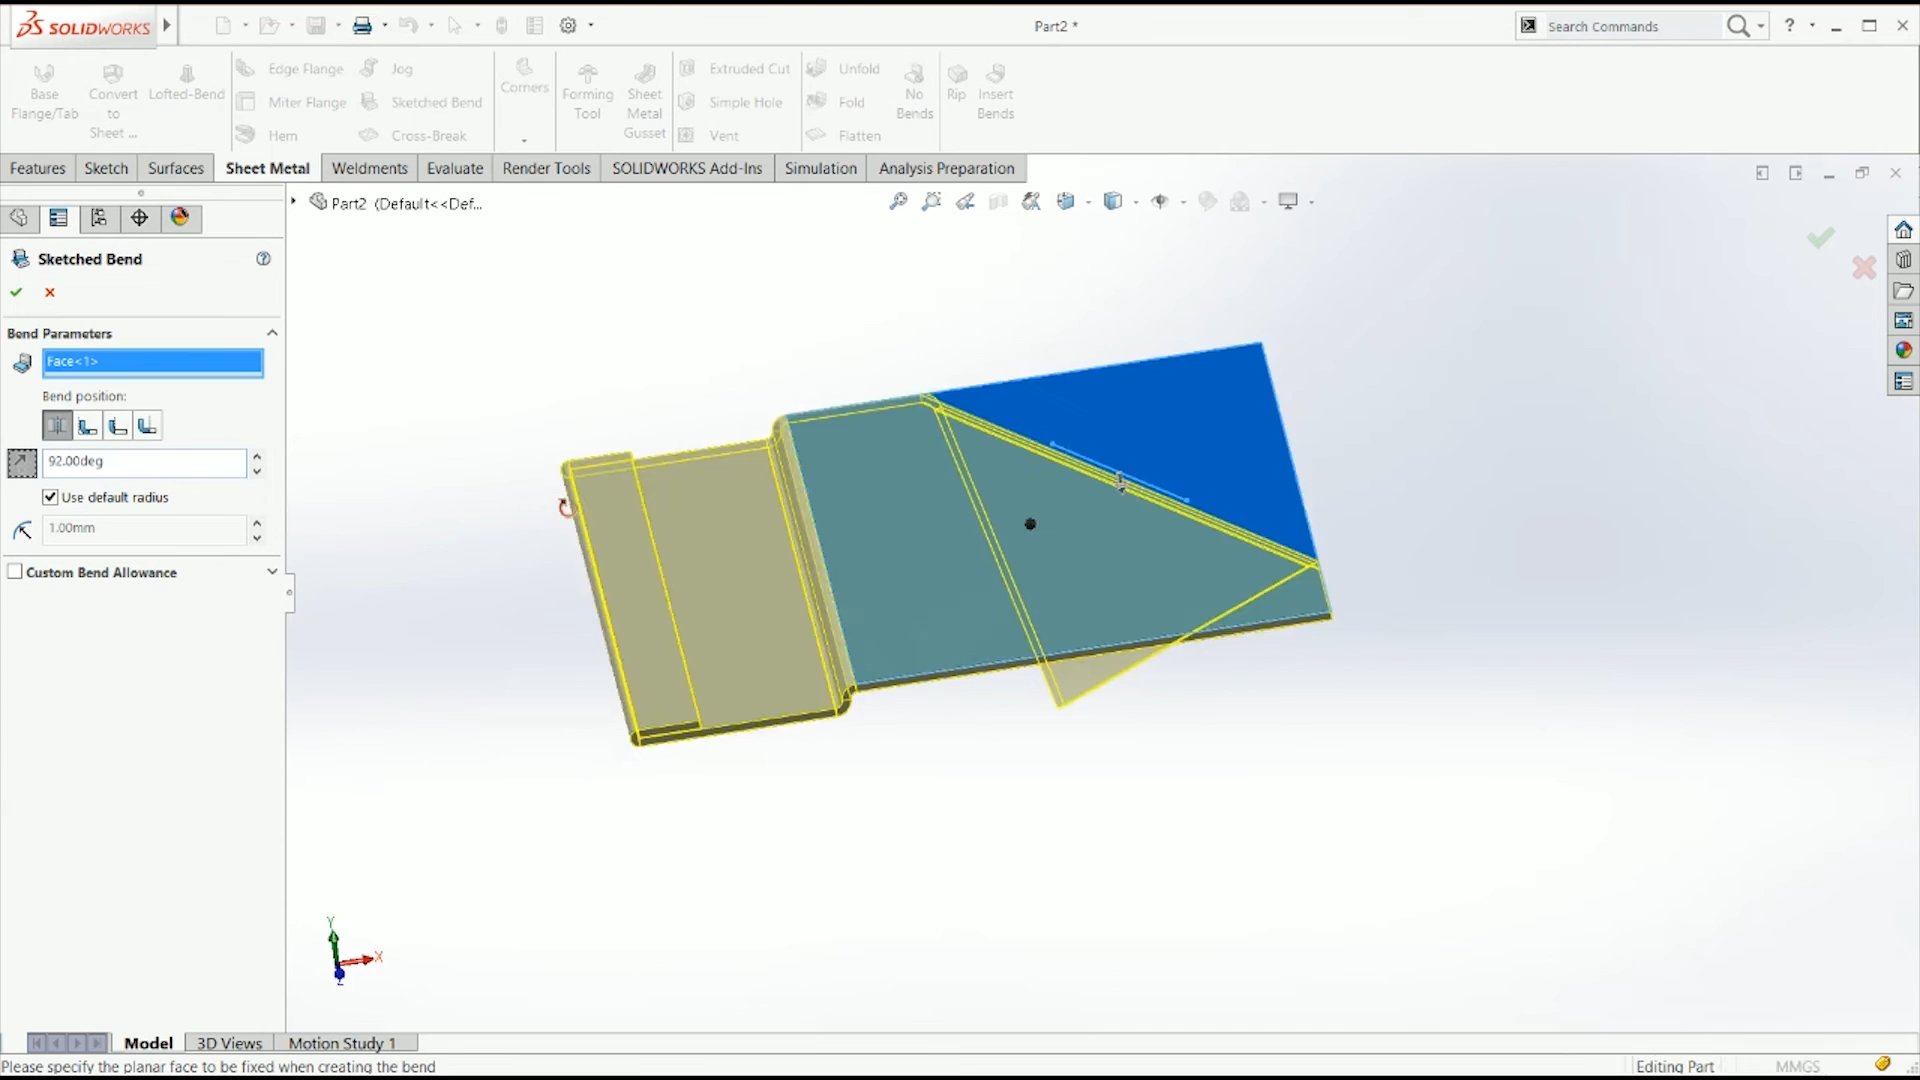 SOLIDWORKS
Part2 *
Search Commands
?
Base Flange/Tab
Convert to Sheet ...
Lofted-Bend
Edge Flange
Miter Flange
Hem
Jog
Sketched Bend
Cross-Break
Corners
Forming Tool
Sheet Metal Gusset
Extruded Cut
Simple Hole
Vent
Unfold
Fold
Flatten
No Bends
Rip
Insert Bends
Features
Sketch
Surfaces
Sheet Metal
Weldments
Evaluate
Render Tools
SOLIDWORKS Add-Ins
Simulation
Analysis Preparation
Part2 (Default<<Def...
Sketched Bend
?
Bend Parameters
Face<1>
Bend position:
92.00deg
Use default radius
1.00mm
Custom Bend Allowance
Y
X
Z
Model
3D Views
Motion Study 1
Please specify the planar face to be fixed when creating the bend
Editing Part
MMGS